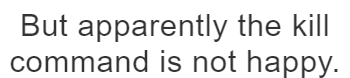 But apparently the kill
command is not happy.